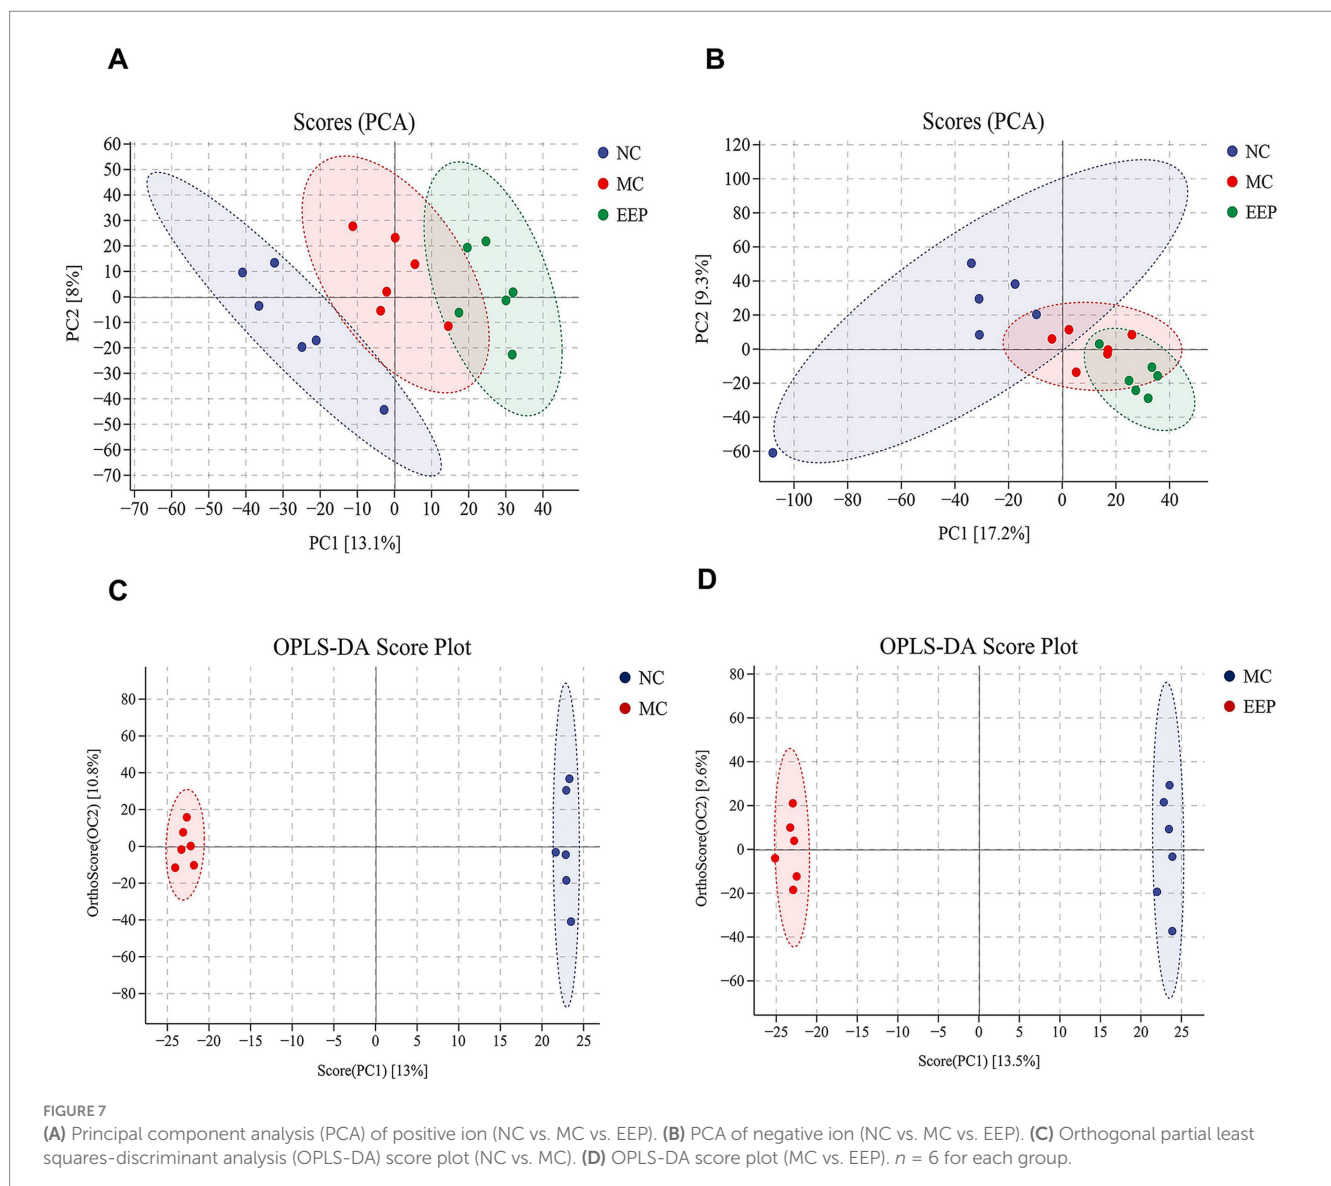 A
Scores (PCA)
PC2 [8%]
60
50
40
30
20
10
0
−10
−20
−30
−40
−50
−60
−70
−70 −60 −50 −40 −30 −20 −10 0 10 20 30 40
PC1 [13.1%]
NC
MC
EEP
B
Scores (PCA)
PC2 [9.3%]
120
100
80
60
40
20
0
−20
−40
−60
−100 −80 −60 −40 −20 0 20 40
PC1 [17.2%]
NC
MC
EEP
C
OPLS-DA Score Plot
OrthoScore(OC2) [10.8%]
80
60
40
20
0
−20
−40
−60
−80
−25 −20 −15 −10 −5 0 5 10 15 20 25
Score(PC1) [13%]
NC
MC
D
OPLS-DA Score Plot
OrthoScore(OC2) [9.6%]
80
60
40
20
0
−20
−40
−60
−25 −20 −15 −10 −5 0 5 10 15 20 25
Score(PC1) [13.5%]
MC
EEP
FIGURE 7
(A) Principal component analysis (PCA) of positive ion (NC vs. MC vs. EEP). (B) PCA of negative ion (NC vs. MC vs. EEP). (C) Orthogonal partial least
squares-discriminant analysis (OPLS-DA) score plot (NC vs. MC). (D) OPLS-DA score plot (MC vs. EEP). n = 6 for each group.